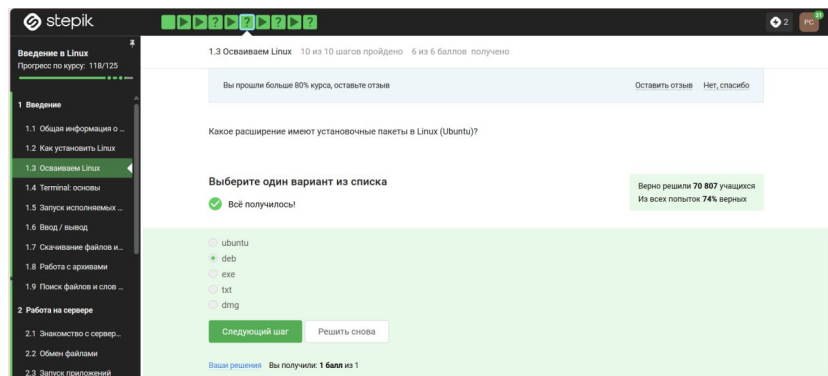 stepik
2
PC
21
Введение в Linux
Прогресс по курсу: 118/125
1 Введение
1.1 Общая информация о ...
1.2 Как установить Linux
1.3 Осваиваем Linux
1.4 Terminal: основы
1.5 Запуск исполняемых ...
1.6 Ввод / вывод
1.7 Скачивание файлов и...
1.8 Работа с архивами
1.9 Поиск файлов и слов ...
2 Работа на сервере
2.1 Знакомство с сервер...
2.2 Обмен файлами
2.3 Запуск приложений
1.3 Осваиваем Linux 10 из 10 шагов пройдено 6 из 6 баллов получено
Вы прошли больше 80% курса, оставьте отзыв
Оставить отзыв Нет, спасибо
Какое расширение имеют установочные пакеты в Linux (Ubuntu)?
Выберите один вариант из списка
Всё получилось!
Верно решили 70 807 учащихся
Из всех попыток 74% верных
ubuntu
deb
exe
txt
dmg
Следующий шаг Решить снова
Ваши решения Вы получили: 1 балл из 1